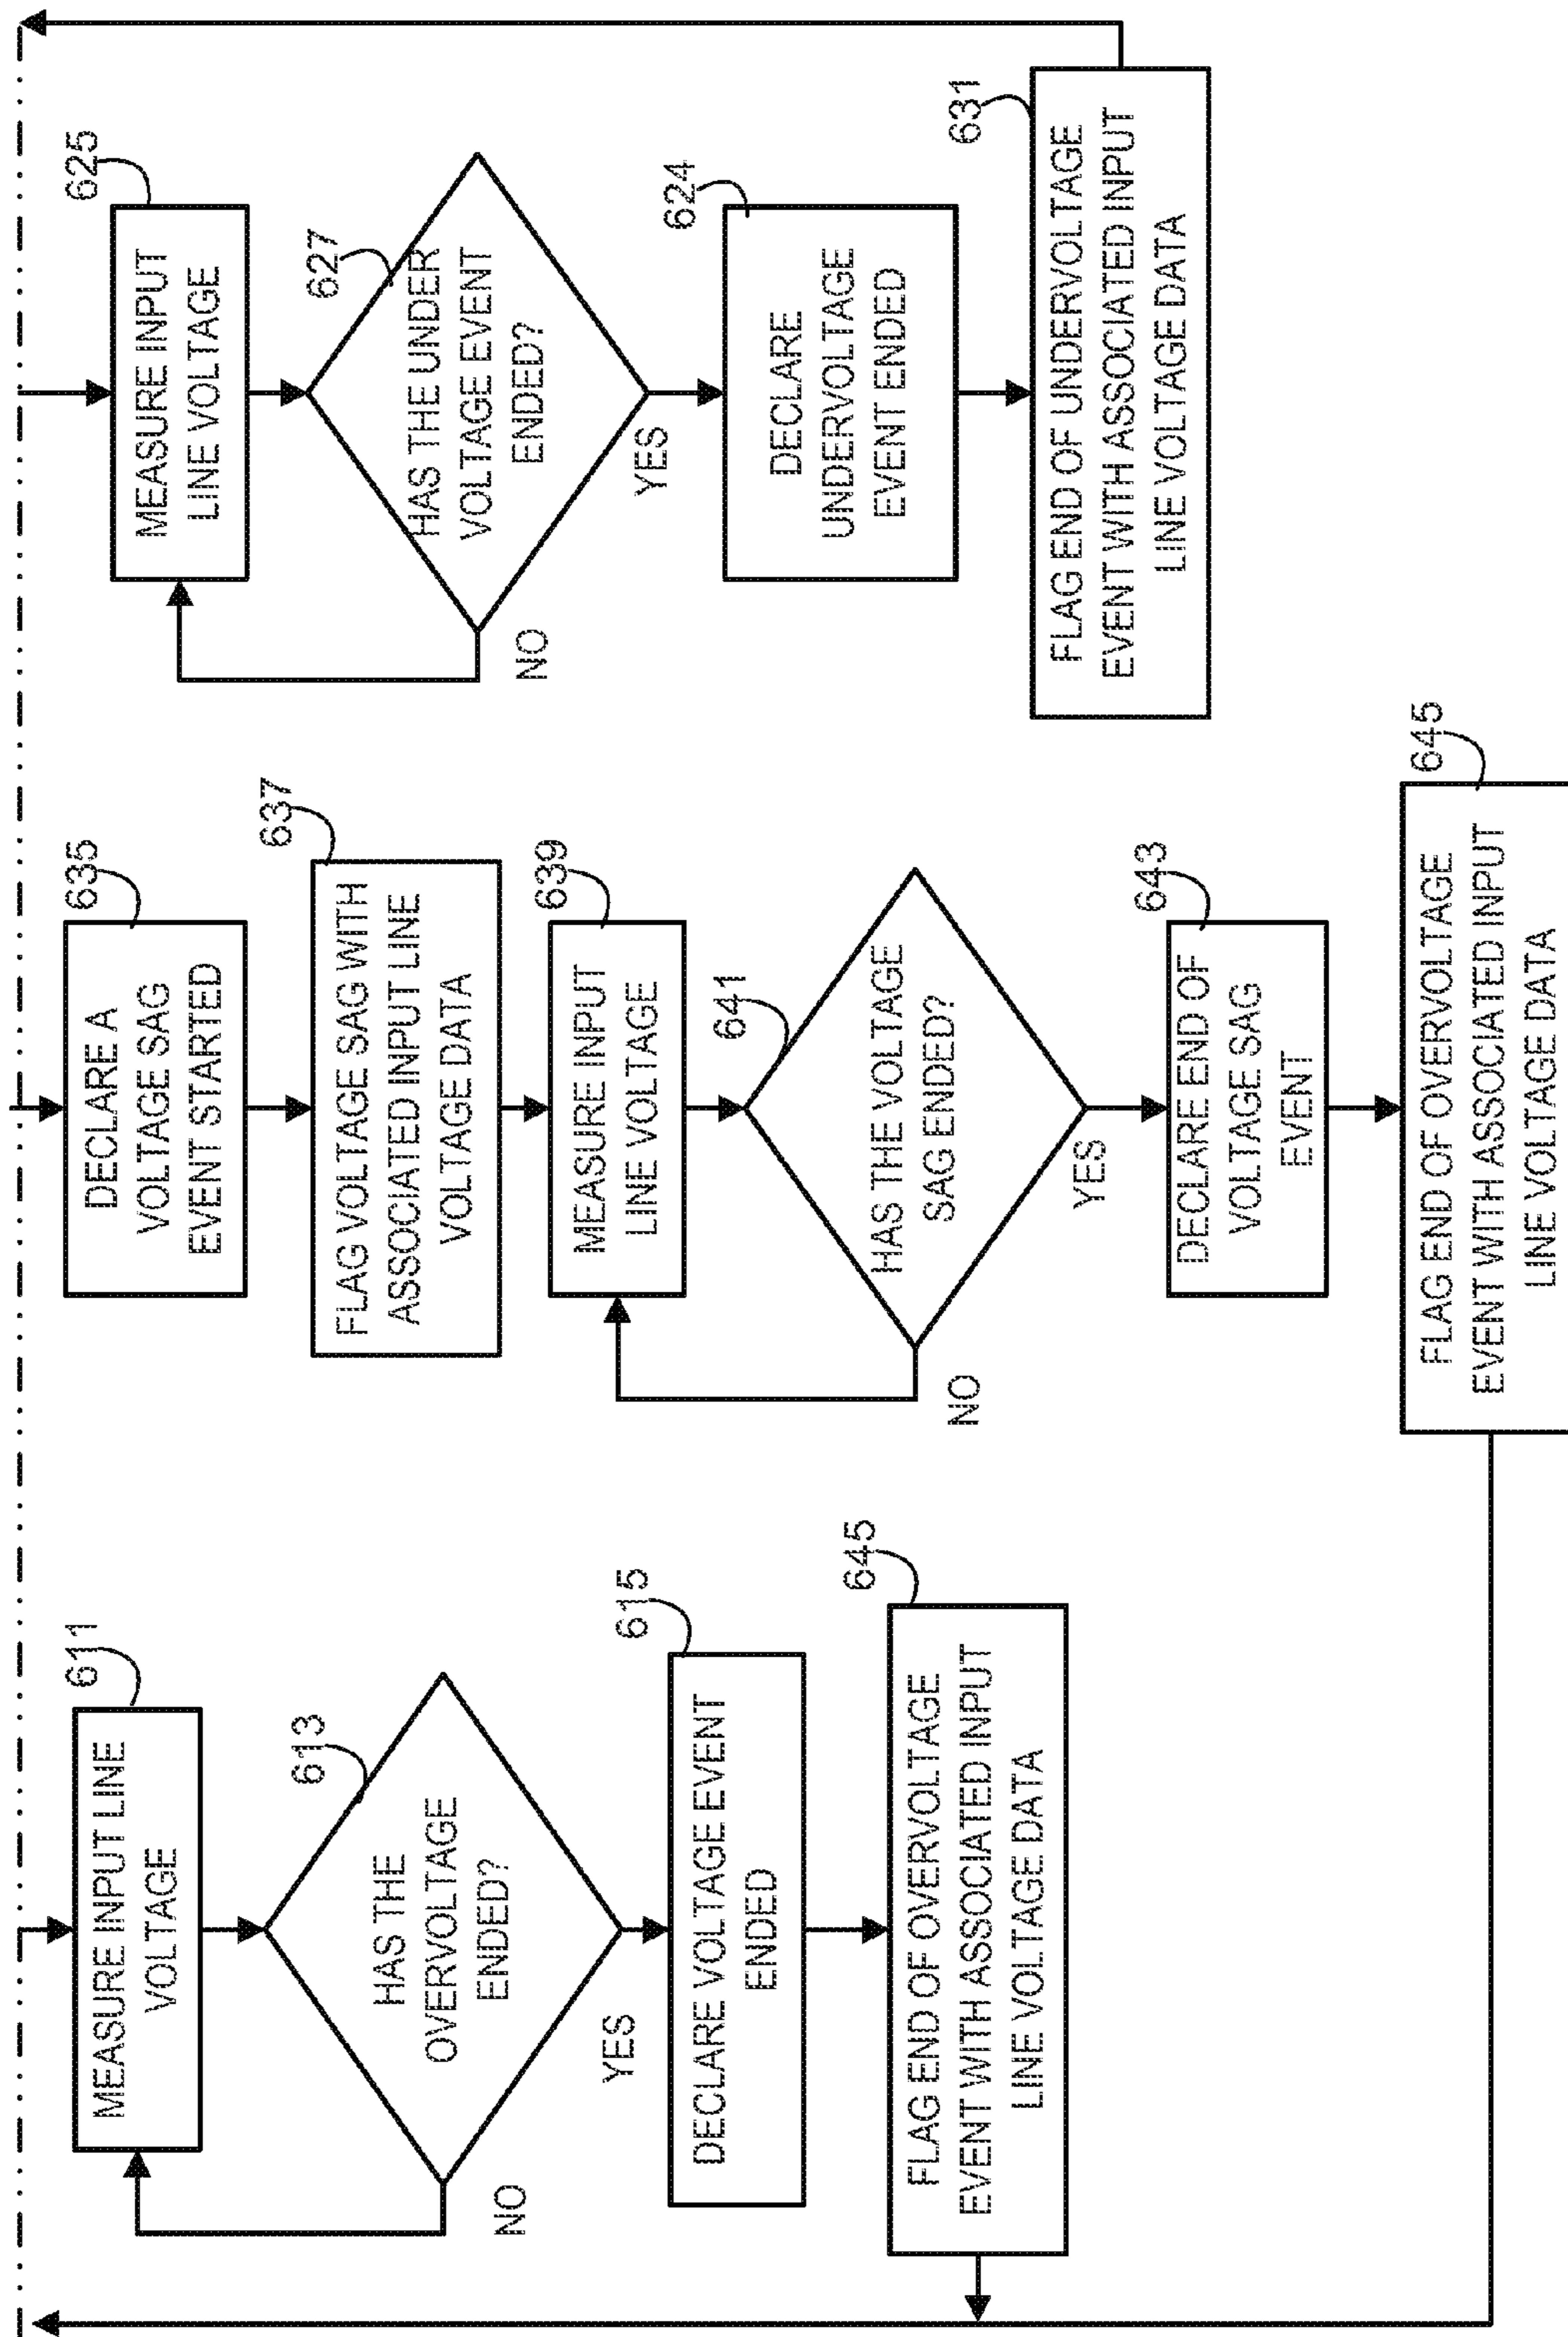 611
MEASURE INPUT LINE
VOLTAGE
613
HAS THE
OVERVOLTAGE
ENDED?
NO
YES
615
DECLARE VOLTAGE EVENT
ENDED
645
FLAG END OF OVERVOLTAGE
EVENT WITH ASSOCIATED INPUT
LINE VOLTAGE DATA
635
DECLARE A
VOLTAGE SAG
EVENT STARTED
637
FLAG VOLTAGE SAG WITH
ASSOCIATED INPUT LINE
VOLTAGE DATA
639
MEASURE INPUT
LINE VOLTAGE
641
HAS THE VOLTAGE
SAG ENDED?
NO
YES
643
DECLARE END OF
VOLTAGE SAG
EVENT
645
FLAG END OF OVERVOLTAGE
EVENT WITH ASSOCIATED INPUT
LINE VOLTAGE DATA
625
MEASURE INPUT
LINE VOLTAGE
627
HAS THE UNDER
VOLTAGE EVENT
ENDED?
NO
YES
624
DECLARE
UNDERVOLTAGE
EVENT ENDED
631
FLAG END OF UNDERVOLTAGE
EVENT WITH ASSOCIATED INPUT
LINE VOLTAGE DATA